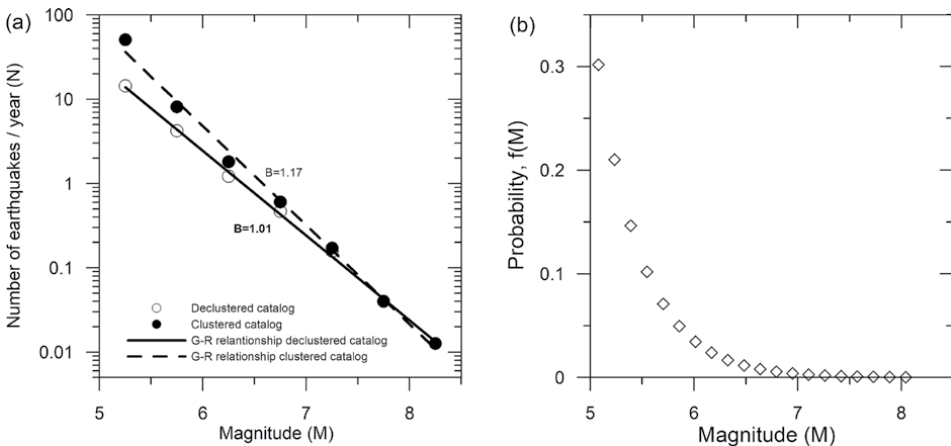 (a)
Number of earthquakes / year (N)
100
10
1
0.1
0.01
B=1.17
B=1.01
Declustered catalog
Clustered catalog
G-R relantionship declustered catalog
G-R relationship clustered catalog
5 6 7 8
Magnitude (M)
(b)
Probability, f(M)
0.3
0.2
0.1
0
5 6 7 8
Magnitude (M)